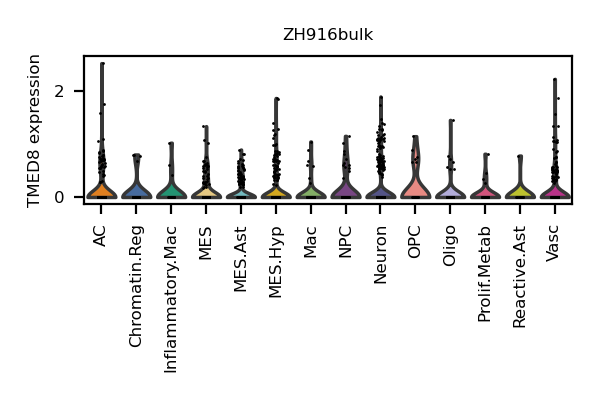 ZH916bulk
TMED8 expression
2
0
AC
Chromatin.Reg
Inflammatory.Mac
MES
MES.Ast
MES.Hyp
Mac
NPC
Neuron
OPC
Oligo
Prolif.Metab
Reactive.Ast
Vasc